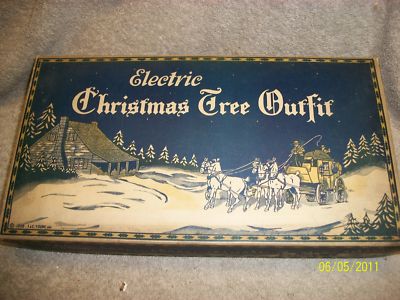 Electric
Christmas Tree Outfit
06/05/2011